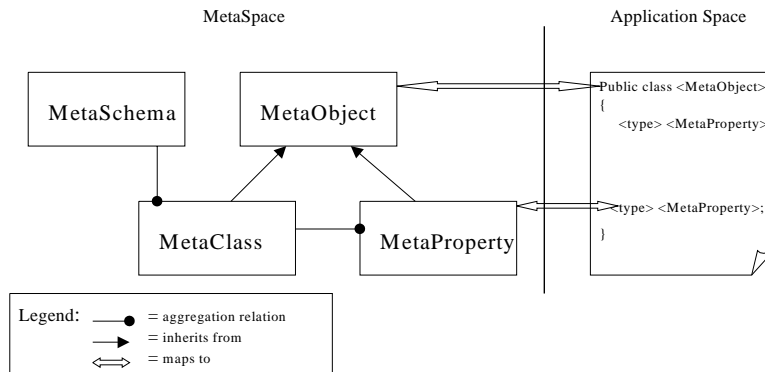 MetaSpace
Application Space
MetaSchema
MetaObject
MetaClass
MetaProperty
Public class <MetaObject>
{
<type> <MetaProperty>
<type> <MetaProperty>;
}
Legend:
= aggregation relation
= inherits from
= maps to